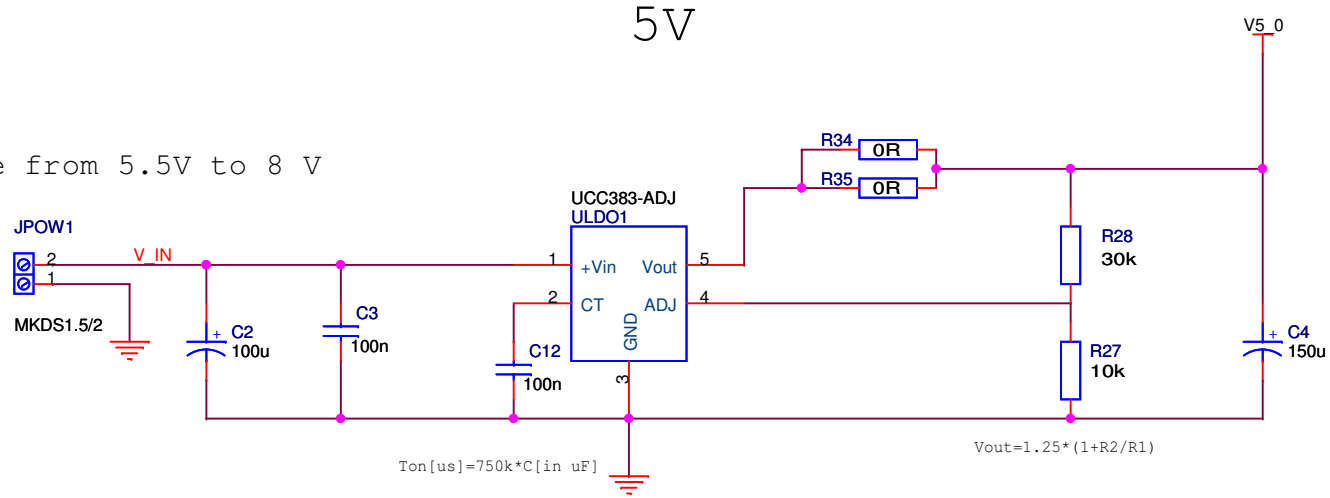 5V
V5_0
e from 5.5V to 8 V
R34
0R
R35
0R
UCC383-ADJ
ULDO1
JPOW1
2
V_IN
1
MKDS1.5/2
1
+Vin
Vout
5
2
CT
ADJ
4
GND
3
R28
30k
C2
+
100u
C3
100n
C12
100n
R27
10k
+
C4
150u
Ton[us]=750k*C[in uF]
Vout=1.25*(1+R2/R1)